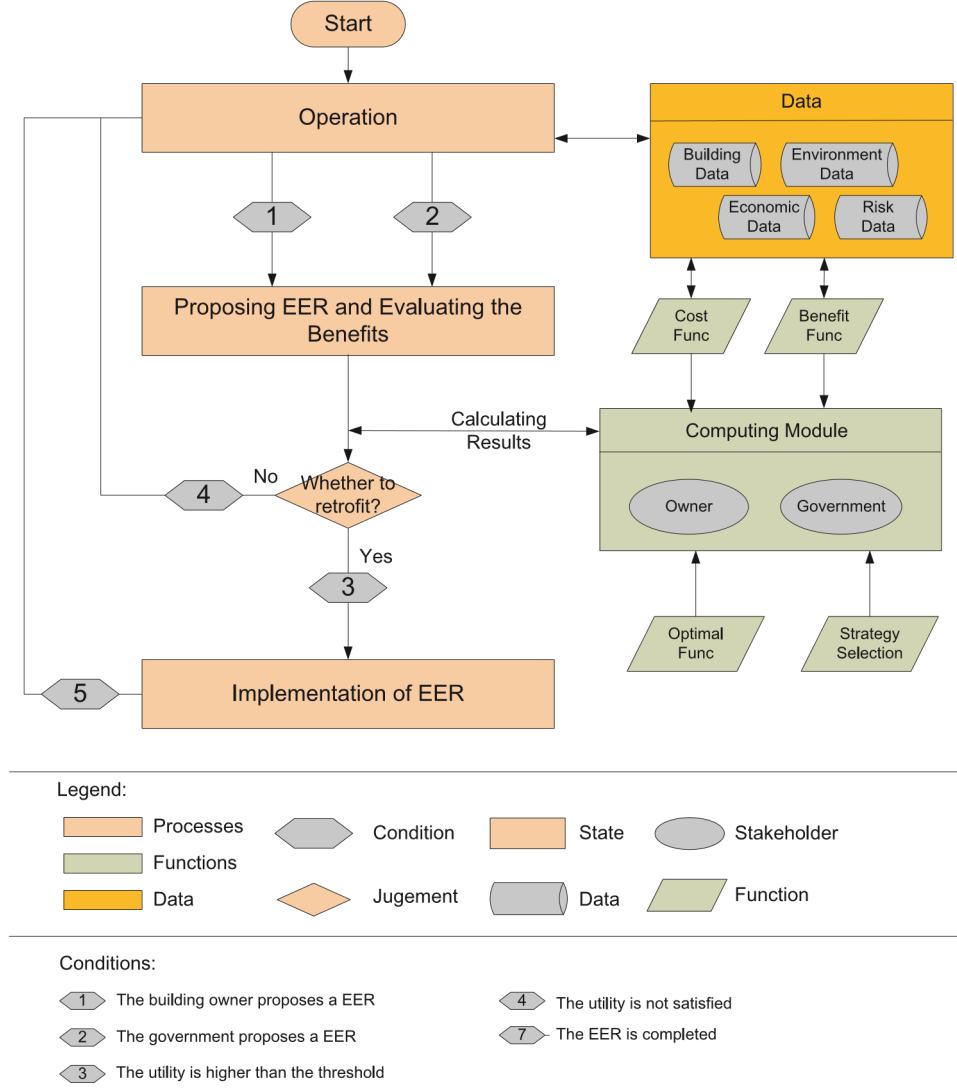 Start
Operation
Data
Building
Data
Environment
Data
Economic
Data
Risk
Data
1
2
Proposing EER and Evaluating the
Benefits
Cost
Func
Benefit
Func
Calculating
Results
Computing Module
Owner
Government
No
4
Whether to
retrofit?
Yes
3
Optimal
Func
Strategy
Selection
5
Implementation of EER
Legend:
Processes
Condition
State
Stakeholder
Functions
Data
Jugement
Data
Function
Conditions:
1 The building owner proposes a EER
2 The government proposes a EER
3 The utility is higher than the threshold
4 The utility is not satisfied
7 The EER is completed